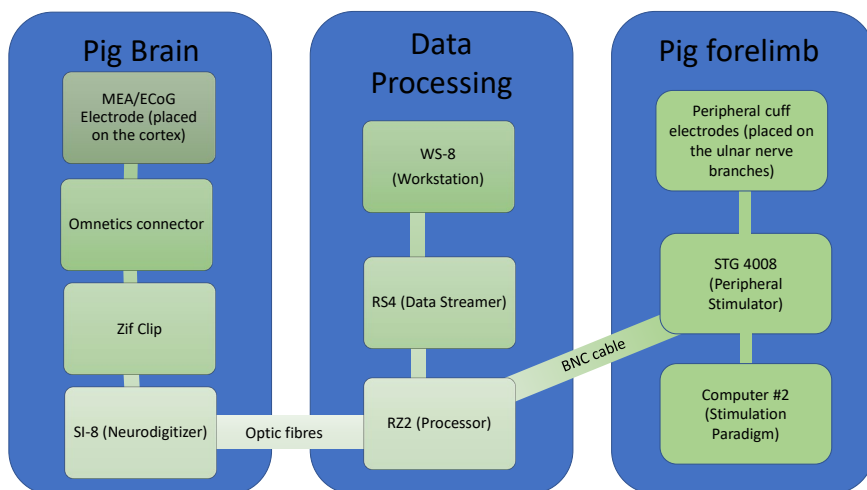 Pig Brain
MEA/ECoG
Electrode (placed
on the cortex)
Omnetics connector
Zif Clip
SI-8 (Neurodigitizer)
Optic fibres
Data
Processing
WS-8
(Workstation)
RS4 (Data Streamer)
RZ2 (Processor)
BNC cable
Pig forelimb
Peripheral cuff
electrodes (placed on
the ulnar nerve
branches)
STG 4008
(Peripheral
Stimulator)
Computer #2
(Stimulation
Paradigm)